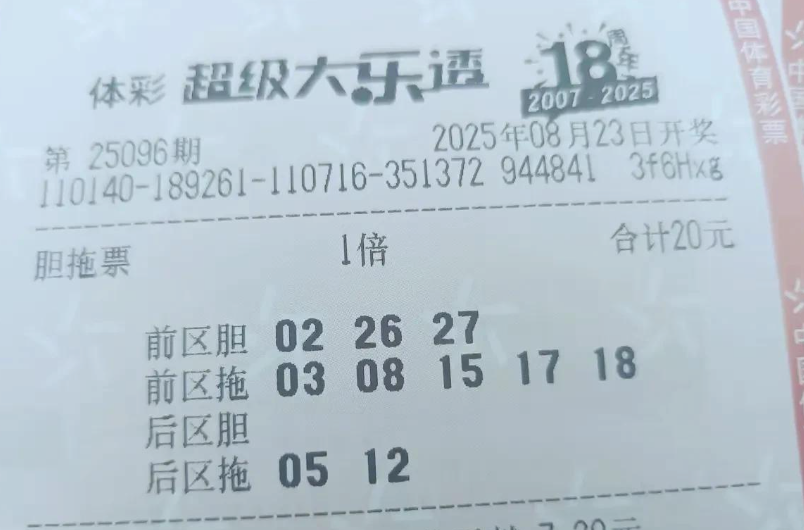 体彩 超级大乐透 18周年 2007-2025
第 25096期 2025年08月23日开奖
110140-189261-110716-351372 944841 3f6Hxg
胆拖票 1倍 合计20元
前区胆 02 26 27
前区拖 03 08 15 17 18
后区胆
后区拖 05 12
中国体育彩票